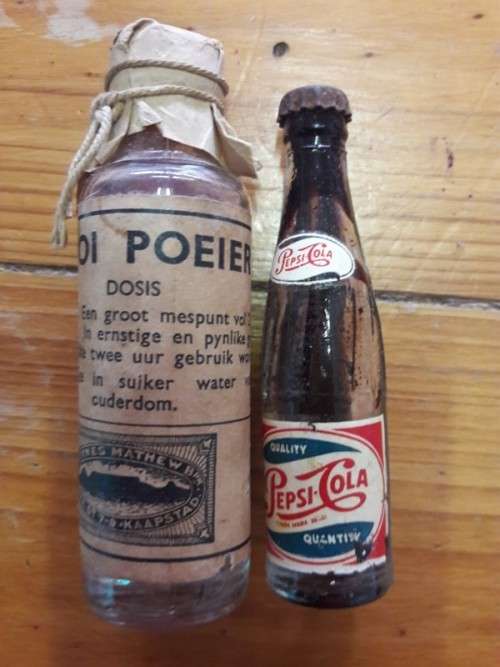 OI POEIER
DOSIS
Een groot mespunt vol
In ernstige en pynlike
twee uur gebruik
in suiker water
ouderdom.
MATHEW
KAAPSTAD
PEPSI-COLA
QUALITY
PEPSI-COLA
QUANTITY